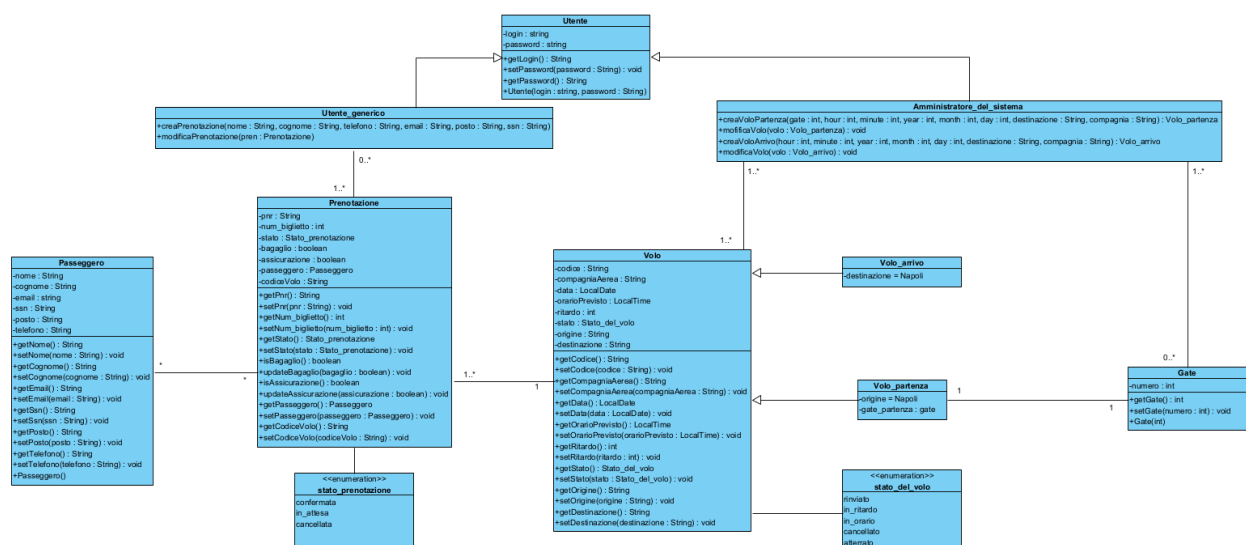 Utente
-login : string
-password : string
+getLogin() : String
+setPassword(password : String) : void
+getPassword() : String
+Utente(login : string, password : String)
Utente_generico
+creaPrenotazione(nome : String, cognome : String, telefono : String, email : String, posto : String, ssn : String)
+modificaPrenotazione(pren : Prenotazione)
Amministratore_del_sistema
+creaVoloPartenza(gate : int, hour : int, minute : int, year : int, month : int, day : int, destinazione : String, compagnia : String) : Volo_partenza
+mofificaVolo(volo : Volo_partenza) : void
+creaVoloArrivo(hour : int, minute : int, year : int, month : int, day : int, destinazione : String, compagnia : String) : Volo_arrivo
+modificaVolo(volo : Volo_arrivo) : void
0..*
1..*
1..*
1..*
1..*
0..*
Prenotazione
-pnr : String
-num_biglietto : int
-stato : Stato_prenotazione
-bagaglio : boolean
-assicurazione : boolean
-passeggero : Passeggero
-codiceVolo : String
+getPnr() : String
+setPnr(pnr : String) : void
+getNum_biglietto() : int
+setNum_biglietto(num_biglietto : int) : void
+getStato() : Stato_prenotazione
+setStato(stato : Stato_prenotazione) : void
+isBagaglio() : boolean
+updateBagaglio(bagaglio : boolean) : void
+isAssicurazione() : boolean
+updateAssicurazione(assicurazione : boolean) : void
+getPasseggero() : Passeggero
+setPasseggero(passeggero : Passeggero) : void
+getCodiceVolo() : String
+setCodiceVolo(codiceVolo : String) : void
Passeggero
-nome : String
-cognome : String
-email : string
-ssn : String
-posto : String
-telefono : String
+getNome() : String
+setNome(nome : String) : void
+getCognome() : String
+setCognome(cognome : String) : void
+getEmail() : String
+setEmail(email : String) : void
+getSsn() : String
+setSsn(ssn : String) : void
+getPosto() : String
+setPosto(posto : String) : void
+getTelefono() : String
+setTelefono(telefono : String) : void
+Passeggero()
*
*
1..*
1
Volo
-codice : String
-compagniaAerea : String
-data : LocalDate
-orarioPrevisto : LocalTime
-ritardo : int
-stato : Stato_del_volo
-origine : String
-destinazione : String
+getCodice() : String
+setCodice(codice : String) : void
+getCompagniaAerea() : String
+setCompagniaAerea(compagniaAerea : String) : void
+getData() : LocalDate
+setData(data : LocalDate) : void
+getOrarioPrevisto() : LocalTime
+setOrarioPrevisto(orarioPrevisto : LocalTime) : void
+getRitardo() : int
+setRitardo(ritardo : int) : void
+getStato() : Stato_del_volo
+setStato(stato : Stato_del_volo) : void
+getOrigine() : String
+setOrigine(origine : String) : void
+getDestinazione() : String
+setDestinazione(destinazione : String) : void
Volo_arrivo
-destinazione = Napoli
Volo_partenza
-origine = Napoli
-gate_partenza : gate
1
1
Gate
-numero : int
+getGate() : int
+setGate(numero : int) : void
+Gate(int)
<<enumeration>>
stato_prenotazione
confermata
in_attesa
cancellata
<<enumeration>>
stato_del_volo
rinviato
in_ritardo
in_orario
cancellato
atterrato